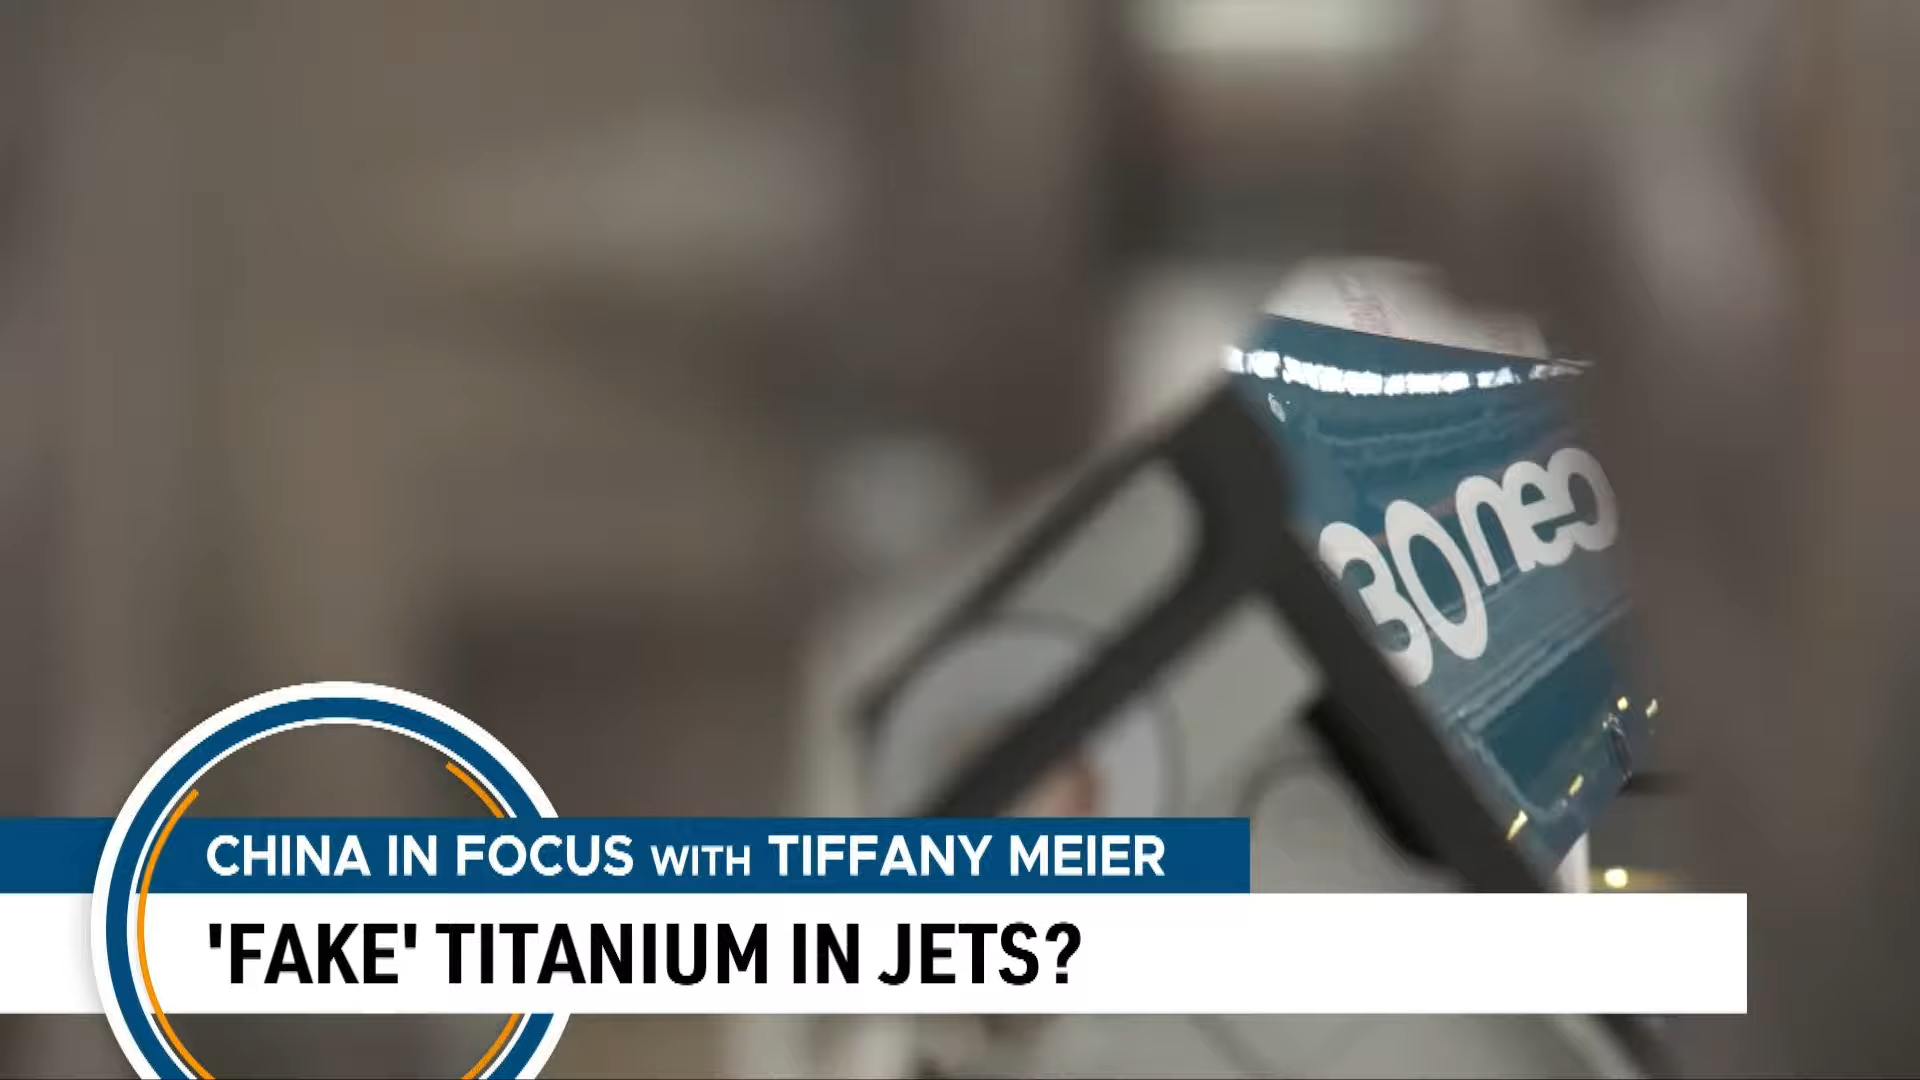 30neo
CHINA IN FOCUS WITH TIFFANY MEIER
'FAKE' TITANIUM IN JETS?